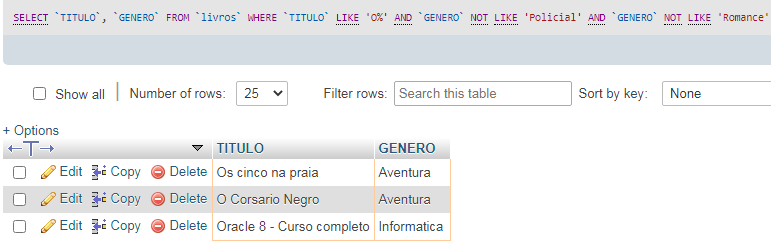 SELECT `TITULO`, `GENERO` FROM `livros` WHERE `TITULO` LIKE 'O%' AND `GENERO` NOT LIKE 'Policial' AND `GENERO` NOT LIKE 'Romance'
Show all | Number of rows: 25 Filter rows: Search this table Sort by key: None
+ Options
←T→ ▼ TITULO GENERO
Edit Copy Delete Os cinco na praia Aventura
Edit Copy Delete O Corsario Negro Aventura
Edit Copy Delete Oracle 8 - Curso completo Informatica